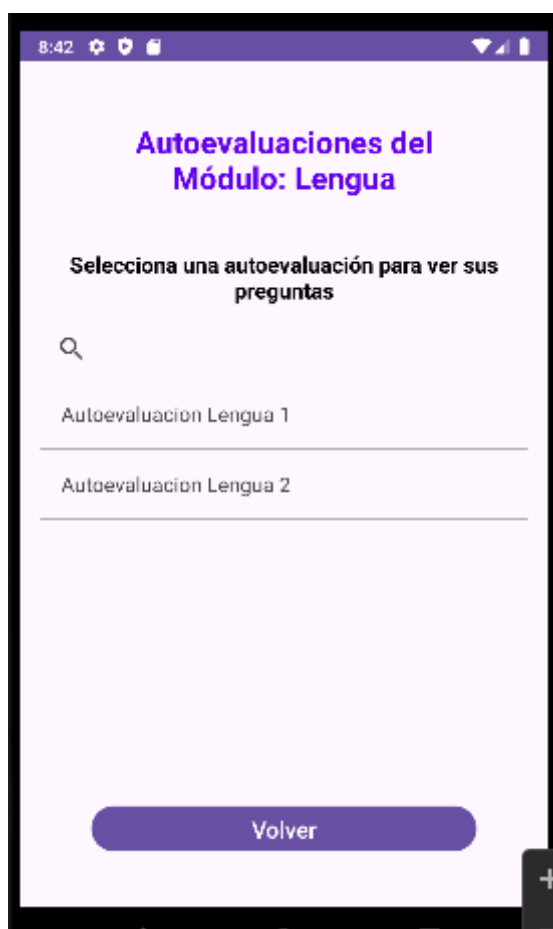 8:42
Autoevaluaciones del
Módulo: Lengua
Selecciona una autoevaluación para ver sus
preguntas
Autoevaluacion Lengua 1
Autoevaluacion Lengua 2
Volver
+